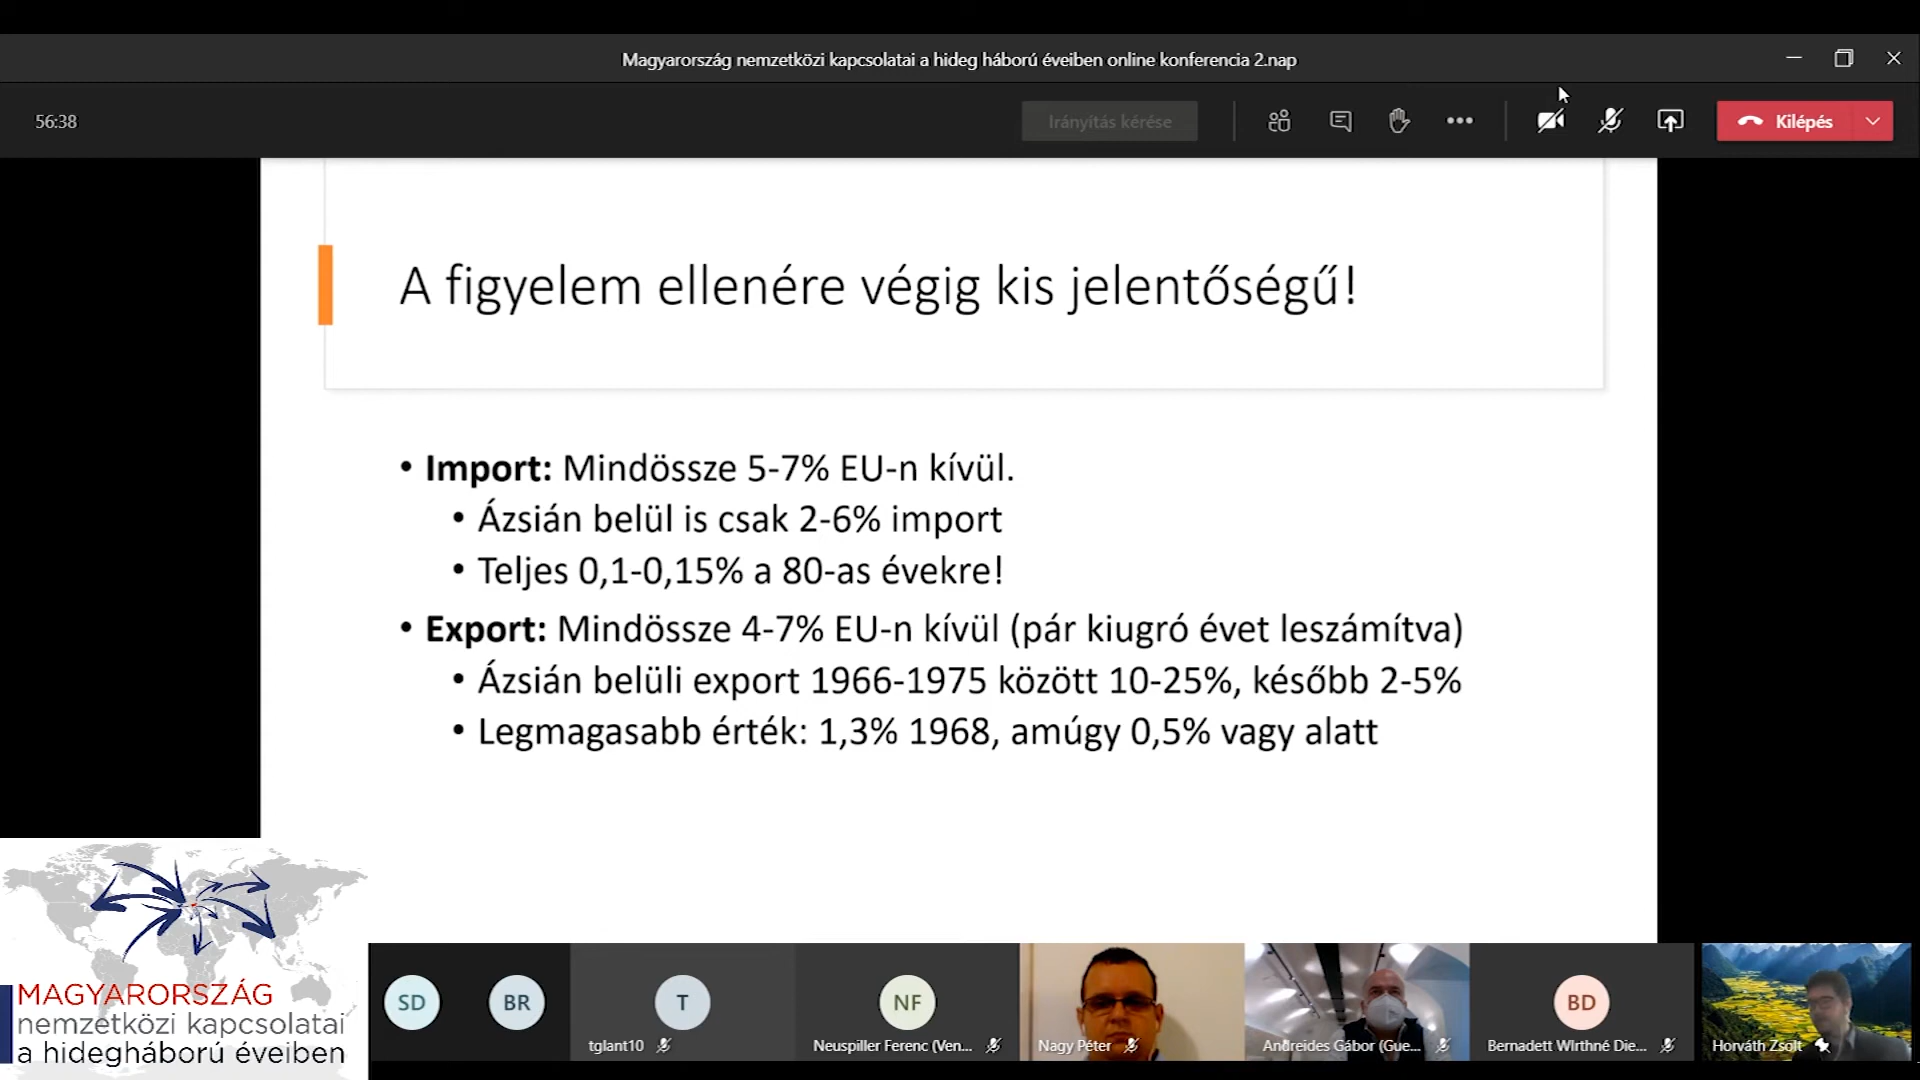 Magyarország nemzetközi kapcsolatai a hideg háború éveiben online konferencia 2.nap
56:38
Irányítás kérése
Kilépés
A figyelem ellenére végig kis jelentőségű!
• Import: Mindössze 5-7% EU-n kívül.
• Ázsián belül is csak 2-6% import
• Teljes 0,1-0,15% a 80-as évekre!
• Export: Mindössze 4-7% EU-n kívül (pár kiugró évet leszámítva)
• Ázsián belüli export 1966-1975 között 10-25%, később 2-5%
• Legmagasabb érték: 1,3% 1968, amúgy 0,5% vagy alatt
MAGYARORSZÁG
nemzetközi kapcsolatai
a hidegháború éveiben
SD
BR
T
tglant10
NF
Neuspiller Ferenc (Ven...
Nagy Péter
Andreides Gábor (Gue...
BD
Bernadett WIrthné Die...
Horváth Zsolt